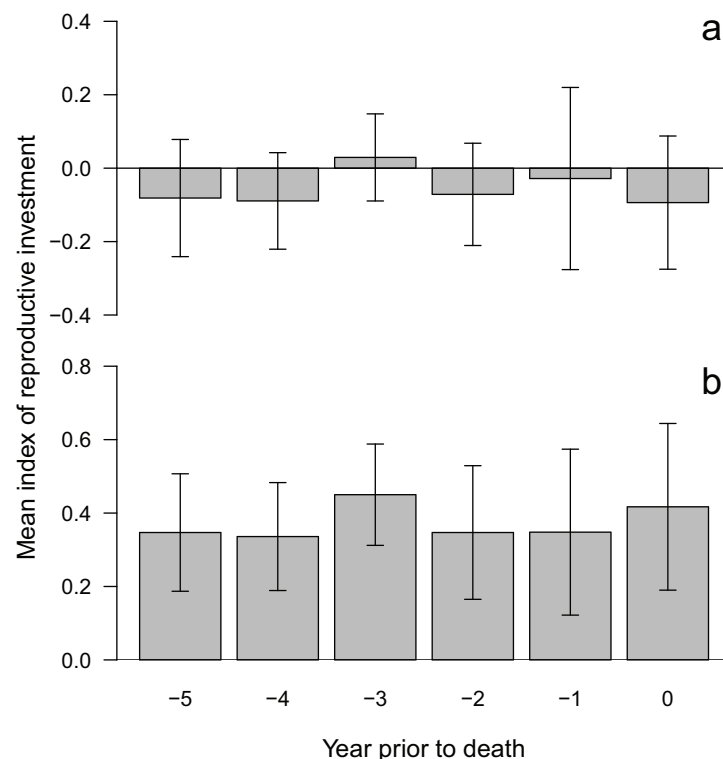 a
0.4
0.2
0.0
−0.2
−0.4
Mean index of reproductive investment
b
0.8
0.6
0.4
0.2
0.0
−5 −4 −3 −2 −1 0
Year prior to death